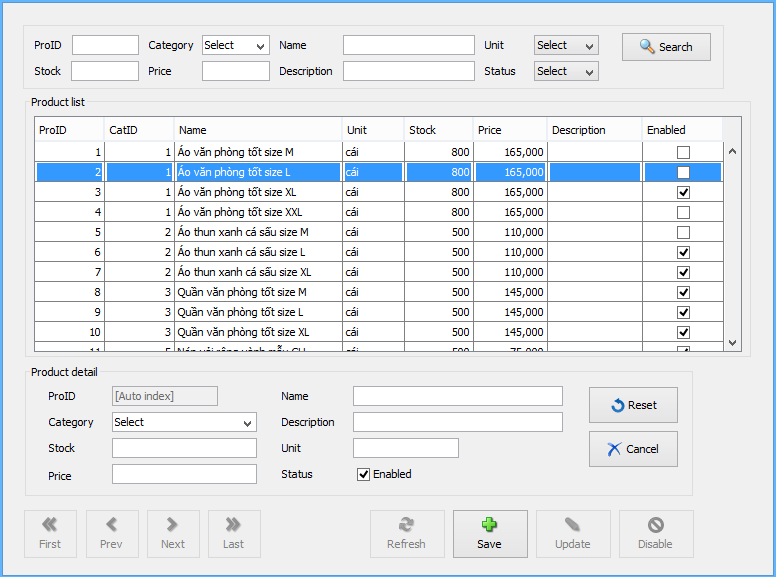 ProID Category Select Name Unit Select Search
Stock Price Description Status Select
Product list
ProID CatID Name Unit Stock Price Description Enabled
1 1 Áo văn phòng tốt size M cái 800 165,000
2 1 Áo văn phòng tốt size L cái 800 165,000
3 1 Áo văn phòng tốt size XL cái 800 165,000
4 1 Áo văn phòng tốt size XXL cái 800 165,000
5 2 Áo thun xanh cá sấu size M cái 500 110,000
6 2 Áo thun xanh cá sấu size L cái 500 110,000
7 2 Áo thun xanh cá sấu size XL cái 500 110,000
8 3 Quần văn phòng tốt size M cái 500 145,000
9 3 Quần văn phòng tốt size L cái 500 145,000
10 3 Quần văn phòng tốt size XL cái 500 145,000
Product detail
ProID [Auto index] Name
Category Select Description
Reset
Stock Unit
Cancel
Price Status Enabled
First Prev Next Last Refresh Save Update Disable